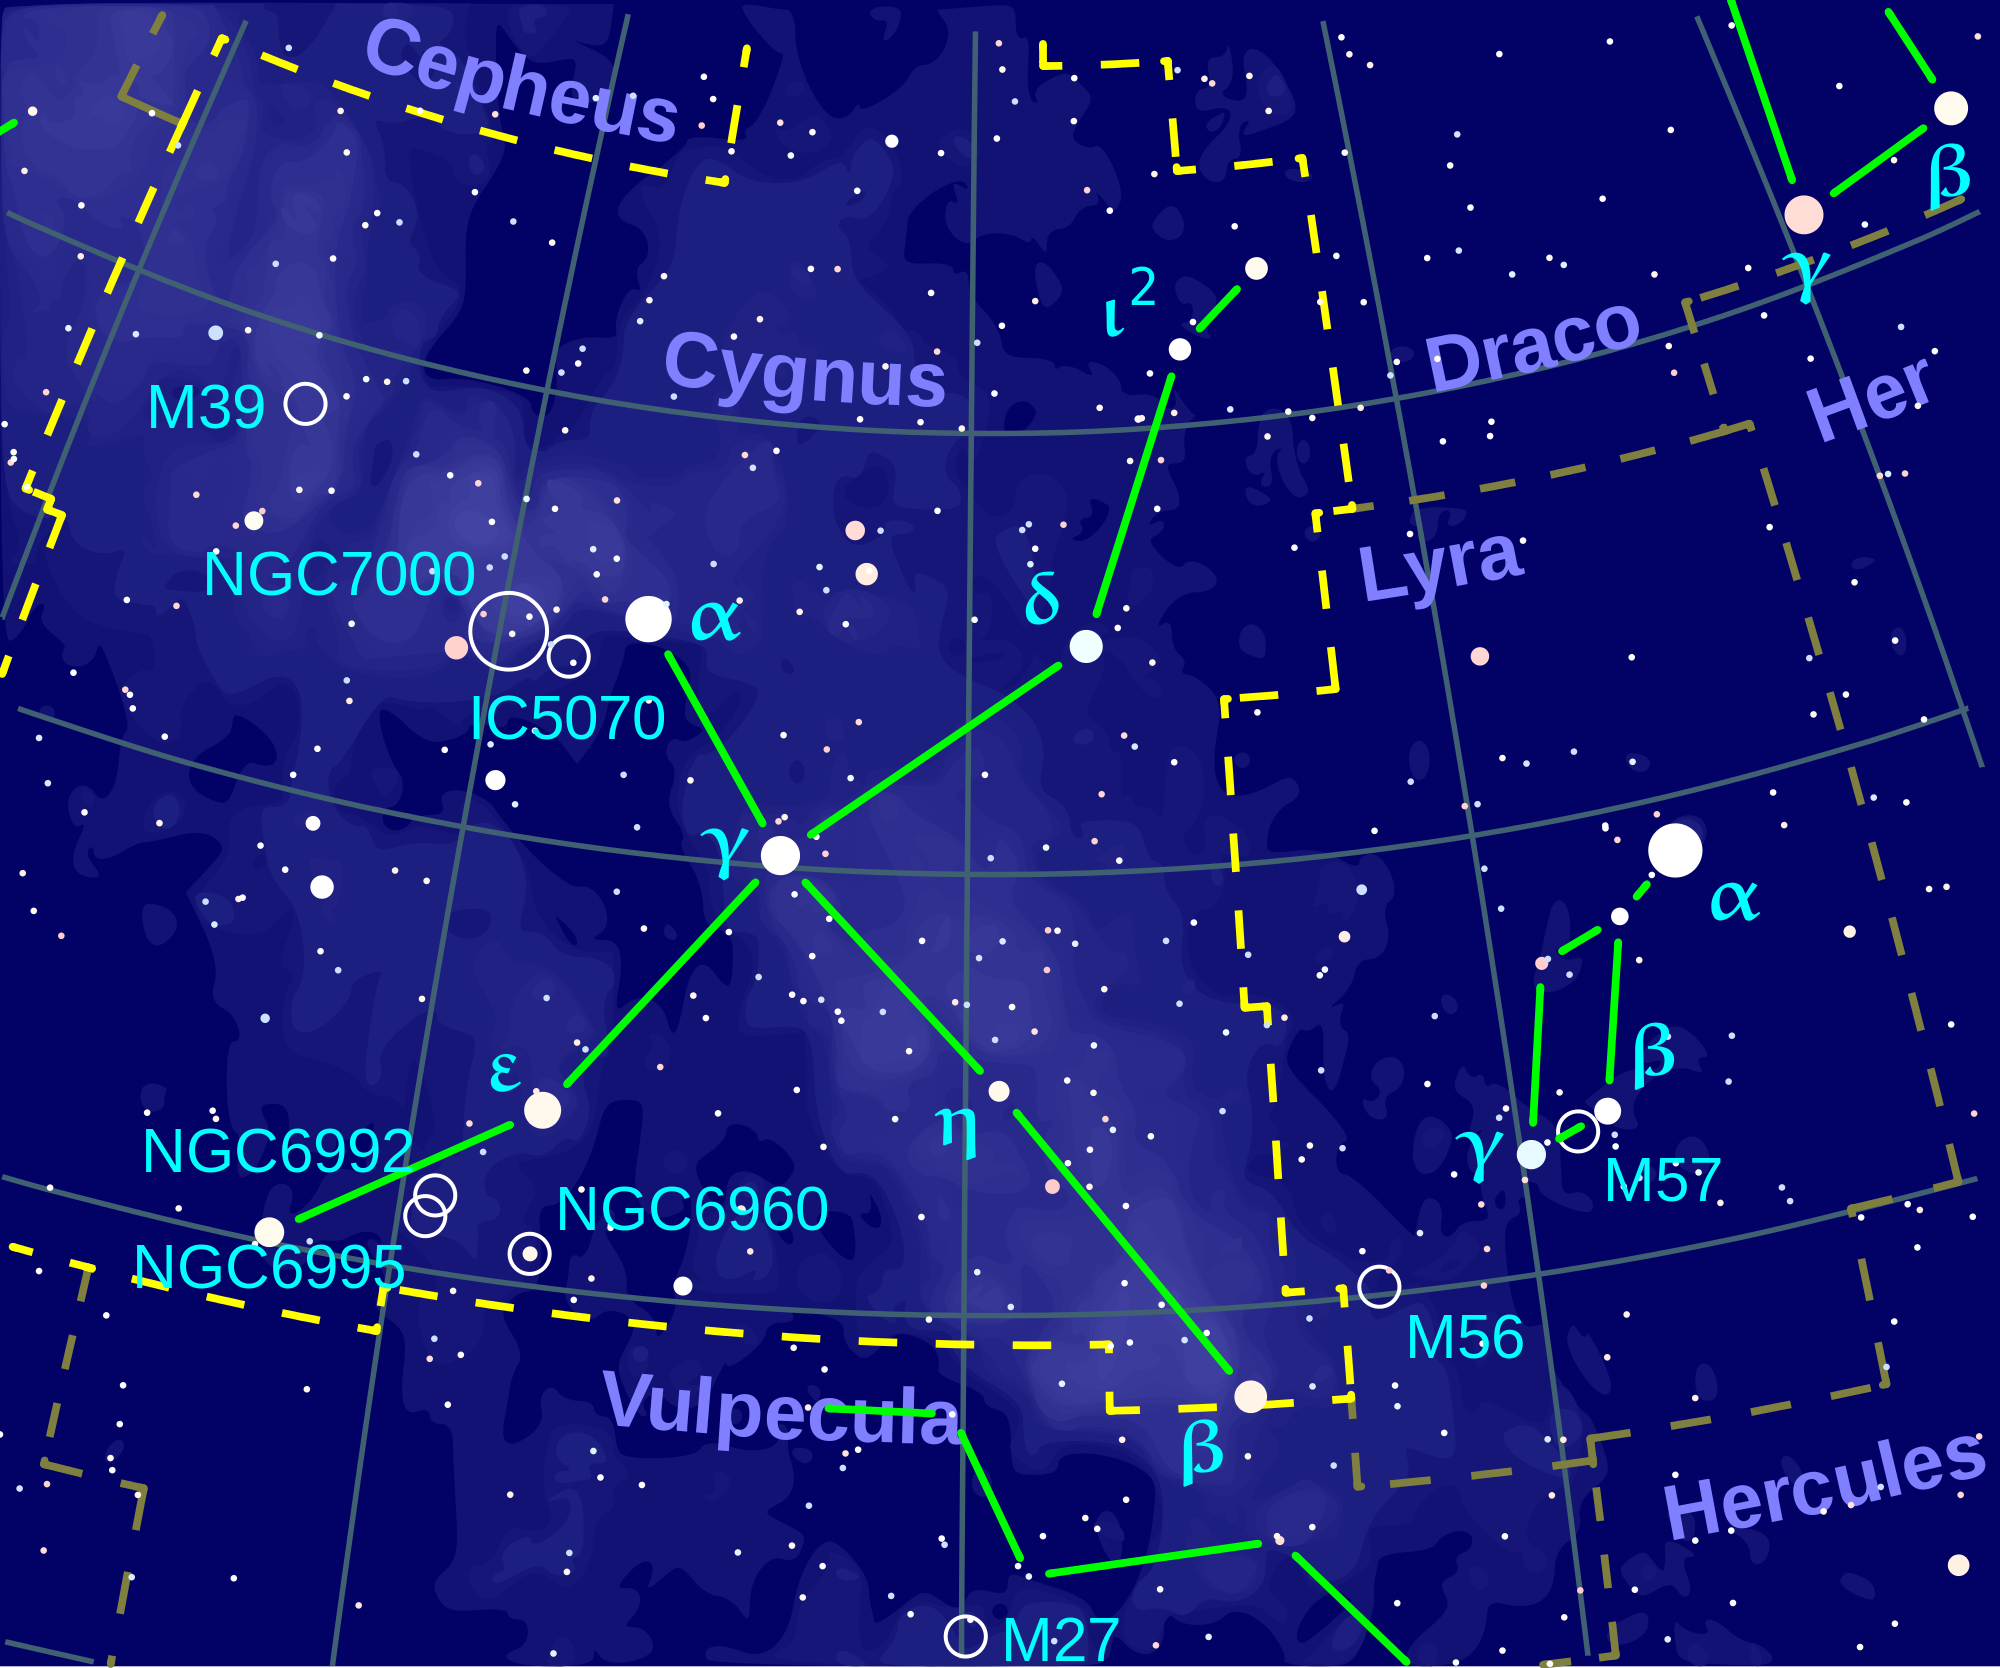 Cepheus
β
γ
ι²
Draco
Cygnus
Her
M39
Lyra
NGC7000
α
δ
IC5070
γ
α
ε
β
η
NGC6992
γ
M57
NGC6960
NGC6995
M56
Vulpecula
β
Hercules
M27